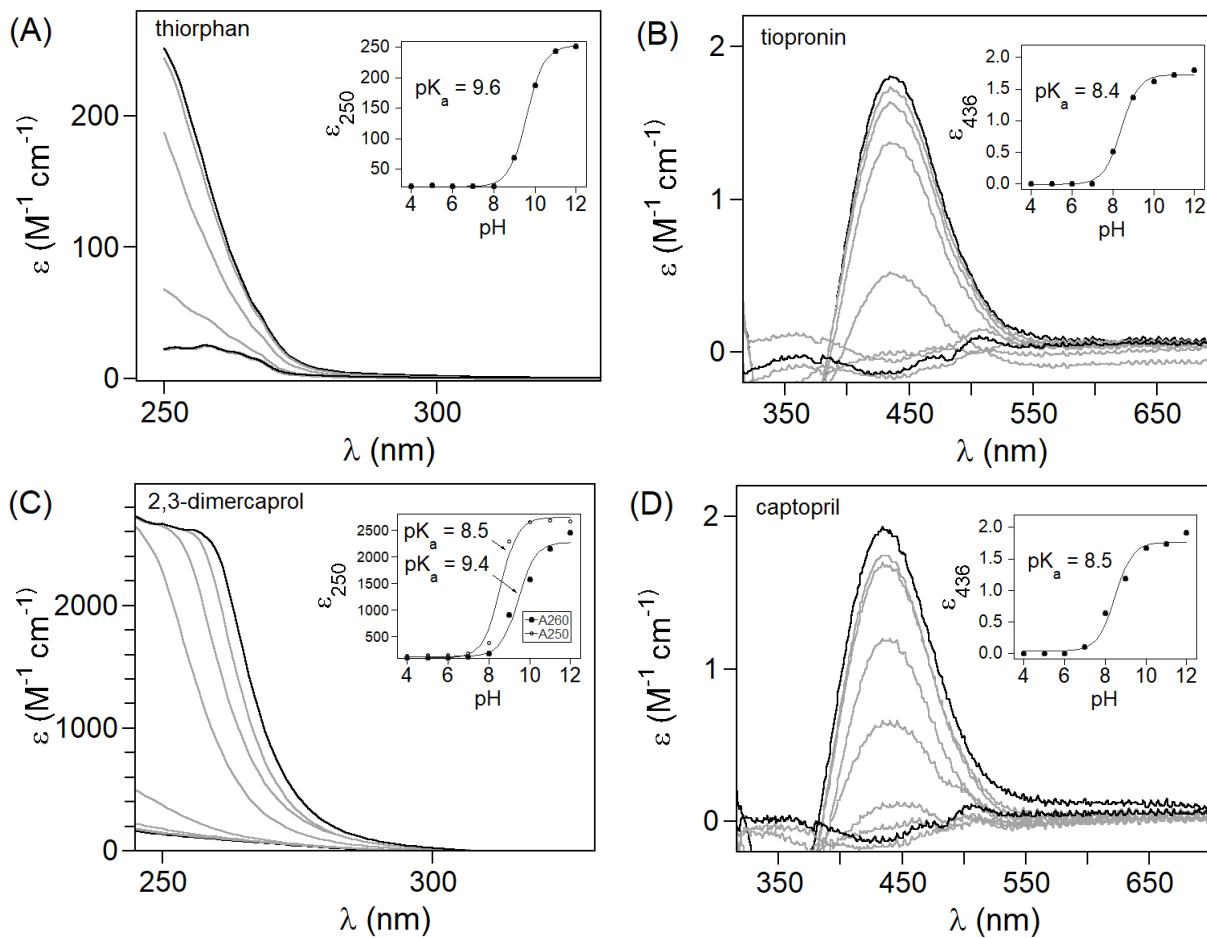 (A)
thiorphan
ε (M⁻¹ cm⁻¹)
200
100
0
250
300
λ (nm)
ε₂₅₀
250
200
150
100
50
pKₐ = 9.6
4 6 8 10 12
pH
(B)
tiopronin
ε (M⁻¹ cm⁻¹)
2
1
0
350 450 550 650
λ (nm)
ε₄₃₆
2.0
1.5
1.0
0.5
0.0
pKₐ = 8.4
4 6 8 10 12
pH
(C)
2,3-dimercaprol
ε (M⁻¹ cm⁻¹)
2000
1000
0
250
300
λ (nm)
ε₂₅₀
2500
2000
1500
1000
500
pKₐ = 8.5
pKₐ = 9.4
A260
A250
4 6 8 10 12
pH
(D)
captopril
ε (M⁻¹ cm⁻¹)
2
1
0
350 450 550 650
λ (nm)
ε₄₃₆
2.0
1.5
1.0
0.5
0.0
pKₐ = 8.5
4 6 8 10 12
pH